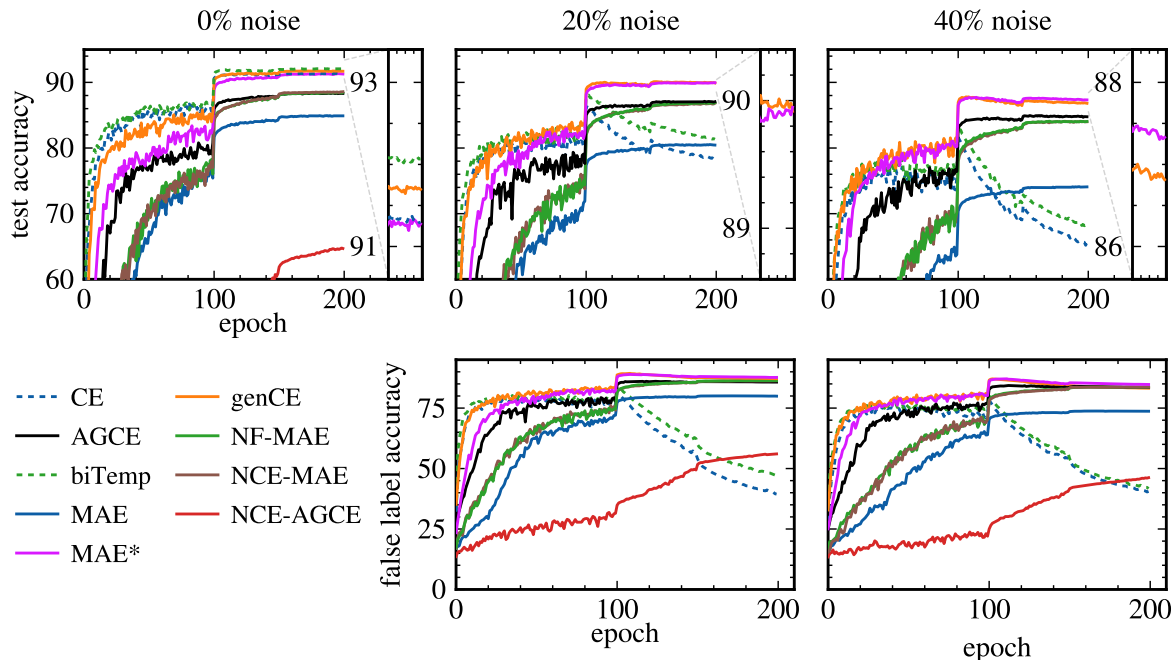 0% noise 20% noise 40% noise
test accuracy
90
80
70
60
93
91
0 100 200
epoch
90
89
0 100 200
epoch
88
86
0 100 200
epoch
CE
AGCE
biTemp
MAE
MAE*
genCE
NF-MAE
NCE-MAE
NCE-AGCE
false label accuracy
75
50
25
0
0 100 200
epoch
0 100 200
epoch